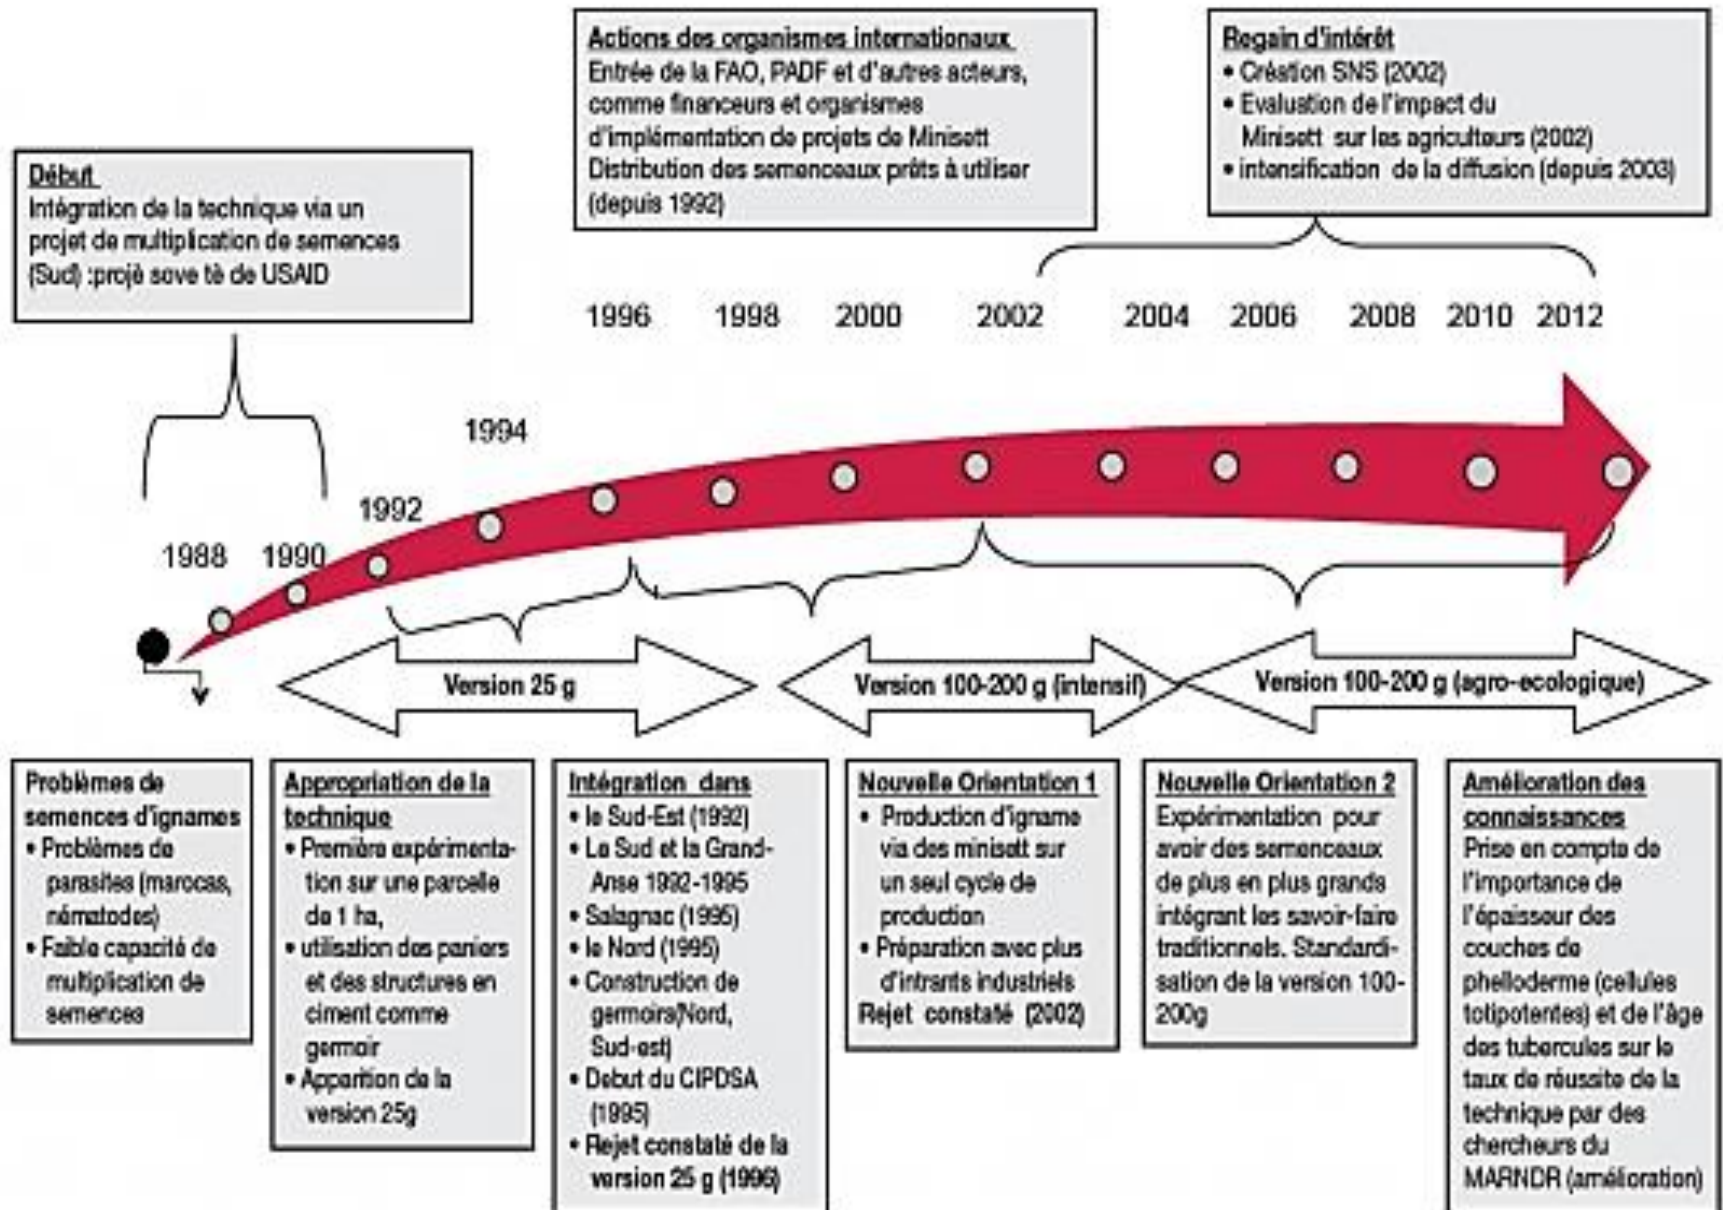 Actions des organismes internaux
Entrée de la FAO, PADF et d'autres acteurs,
comme financeurs et organismes
d'implémentation de projets de Minisett
Distribution des semenceaux prêts à utiliser
(depuis 1992)
Regain d'intérêt
• Création SNS (2002)
• Evaluation de l'impact du
Minisett sur les agriculteurs (2002)
• intensification de la diffusion (depuis 2003)
Début
Intégration de la technique via un
projet de multiplication de semences
(Sud) :projè sove tè de USAID
1988
1990
1992
1994
1996
1998
2000
2002
2004
2006
2008
2010
2012
Version 25 g
Version 100-200 g (intensif)
Version 100-200 g (agro-ecologique)
Problèmes de
semences d'ignames
• Problèmes de
parasites (marocas,
nématodes)
• Faible capacité de
multiplication de
semences
Appropriation de la
technique
• Première expérimenta-
tion sur une parcelle
de 1 ha,
• utilisation des paniers
et des structures en
ciment comme
germoir
• Apparition de la
version 25g
Intégration dans
• le Sud-Est (1992)
• Le Sud et la Grand-
Anse 1992-1995
• Salagnac (1995)
• le Nord (1995)
• Construction de
germoirs(Nord,
Sud-est)
• Debut du CIPDSA
(1995)
• Rejet constaté de la
version 25 g (1996)
Nouvelle Orientation 1
• Production d'igname
via des minisett sur
un seul cycle de
production
• Préparation avec plus
d'intrants industriels
Rejet constaté (2002)
Nouvelle Orientation 2
Expérimentation pour
avoir des semenceaux
de plus en plus grands
intégrant les savoir-faire
traditionnels. Standardi-
sation de la version 100-
200g
Amélioration des
connaissances
Prise en compte de
l'importance de
l'épaisseur des
couches de
phelloderme (cellules
totipotentes) et de l'âge
des tubercules sur le
taux de réussite de la
technique par des
chercheurs du
MARNDR (amélioration)